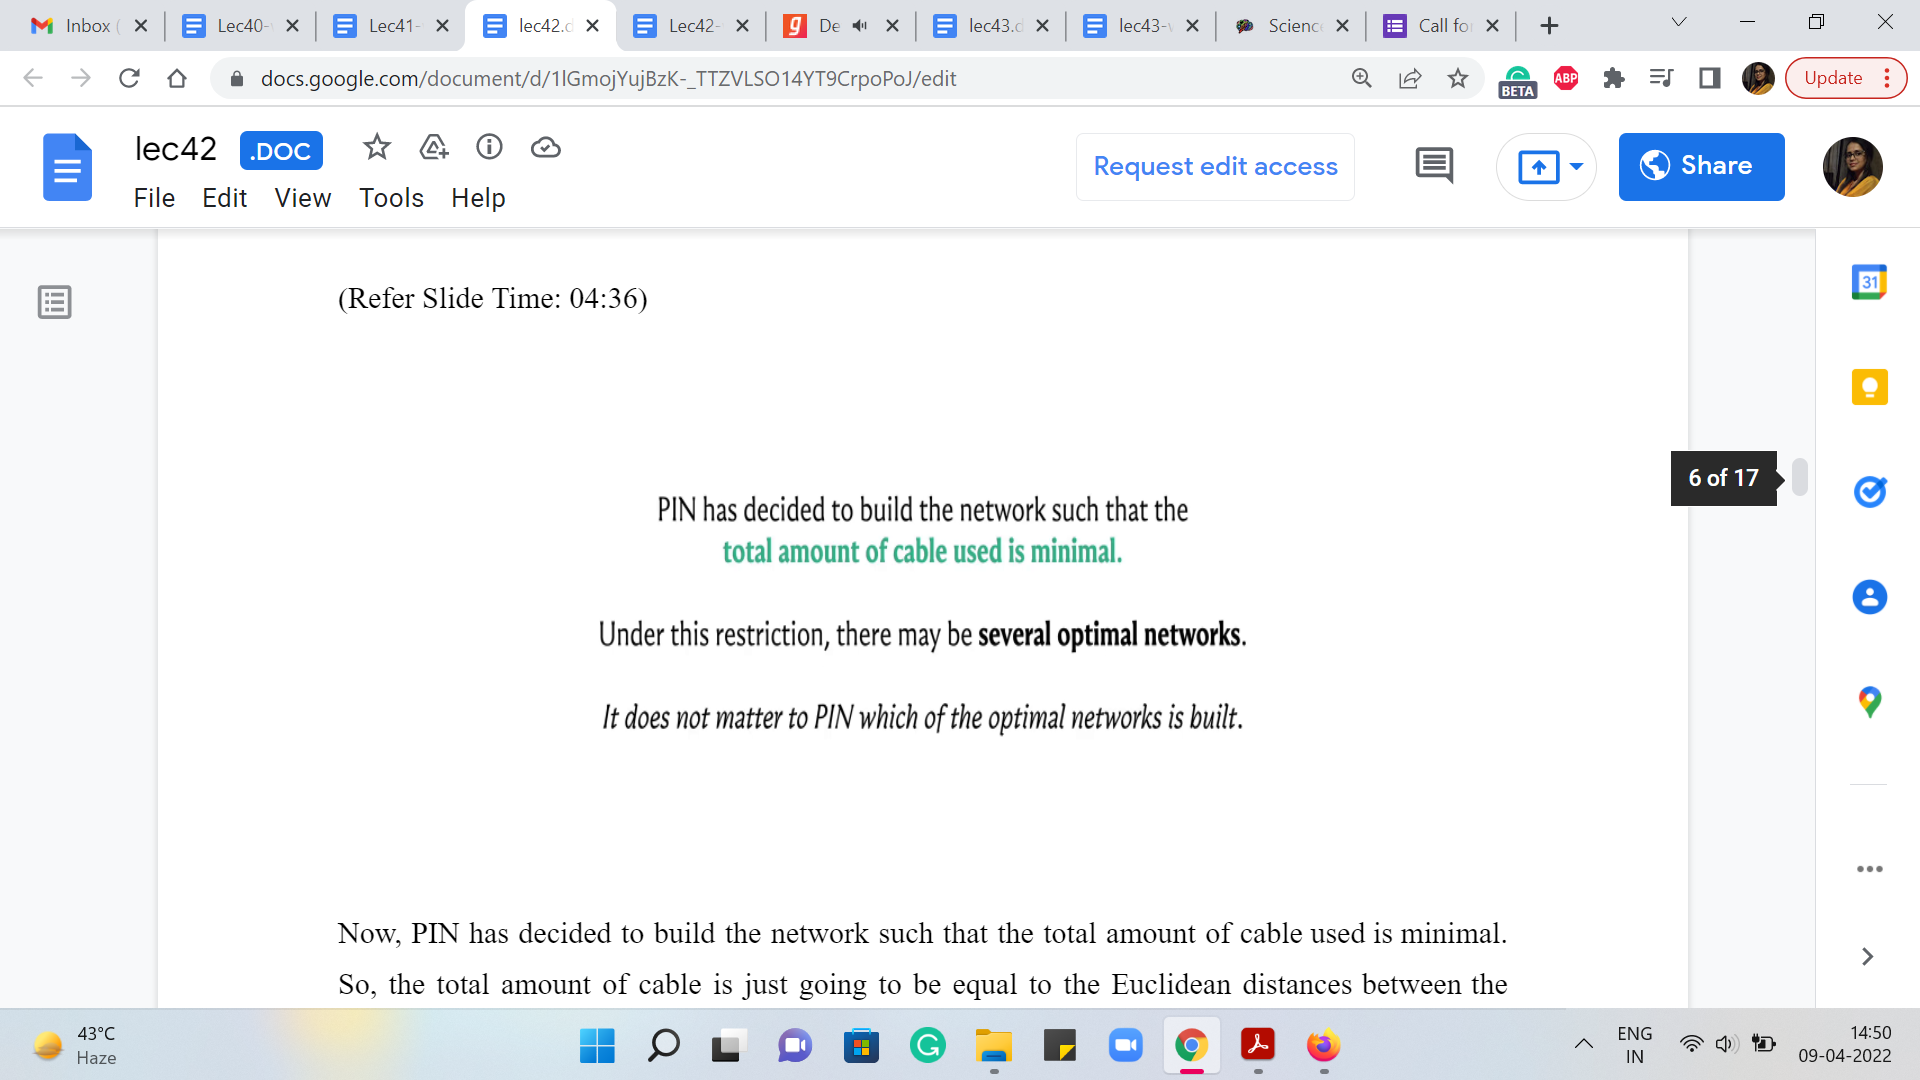 Inbox (
Lec40-
Lec41-
lec42.d
Lec42-
De
lec43.d
lec43-
Science
Call fo
docs.google.com/document/d/1lGmojYujBzK-_TTZVLSO14YT9CrpoPoJ/edit
BETA
ABP
Update
lec42
.DOC
File Edit View Tools Help
Request edit access
Share
31
(Refer Slide Time: 04:36)
6 of 17
PIN has decided to build the network such that the
total amount of cable used is minimal.
Under this restriction, there may be several optimal networks.
It does not matter to PIN which of the optimal networks is built.
Now, PIN has decided to build the network such that the total amount of cable used is minimal.
So, the total amount of cable is just going to be equal to the Euclidean distances between the
43°C
Haze
ENG
IN
14:50
09-04-2022